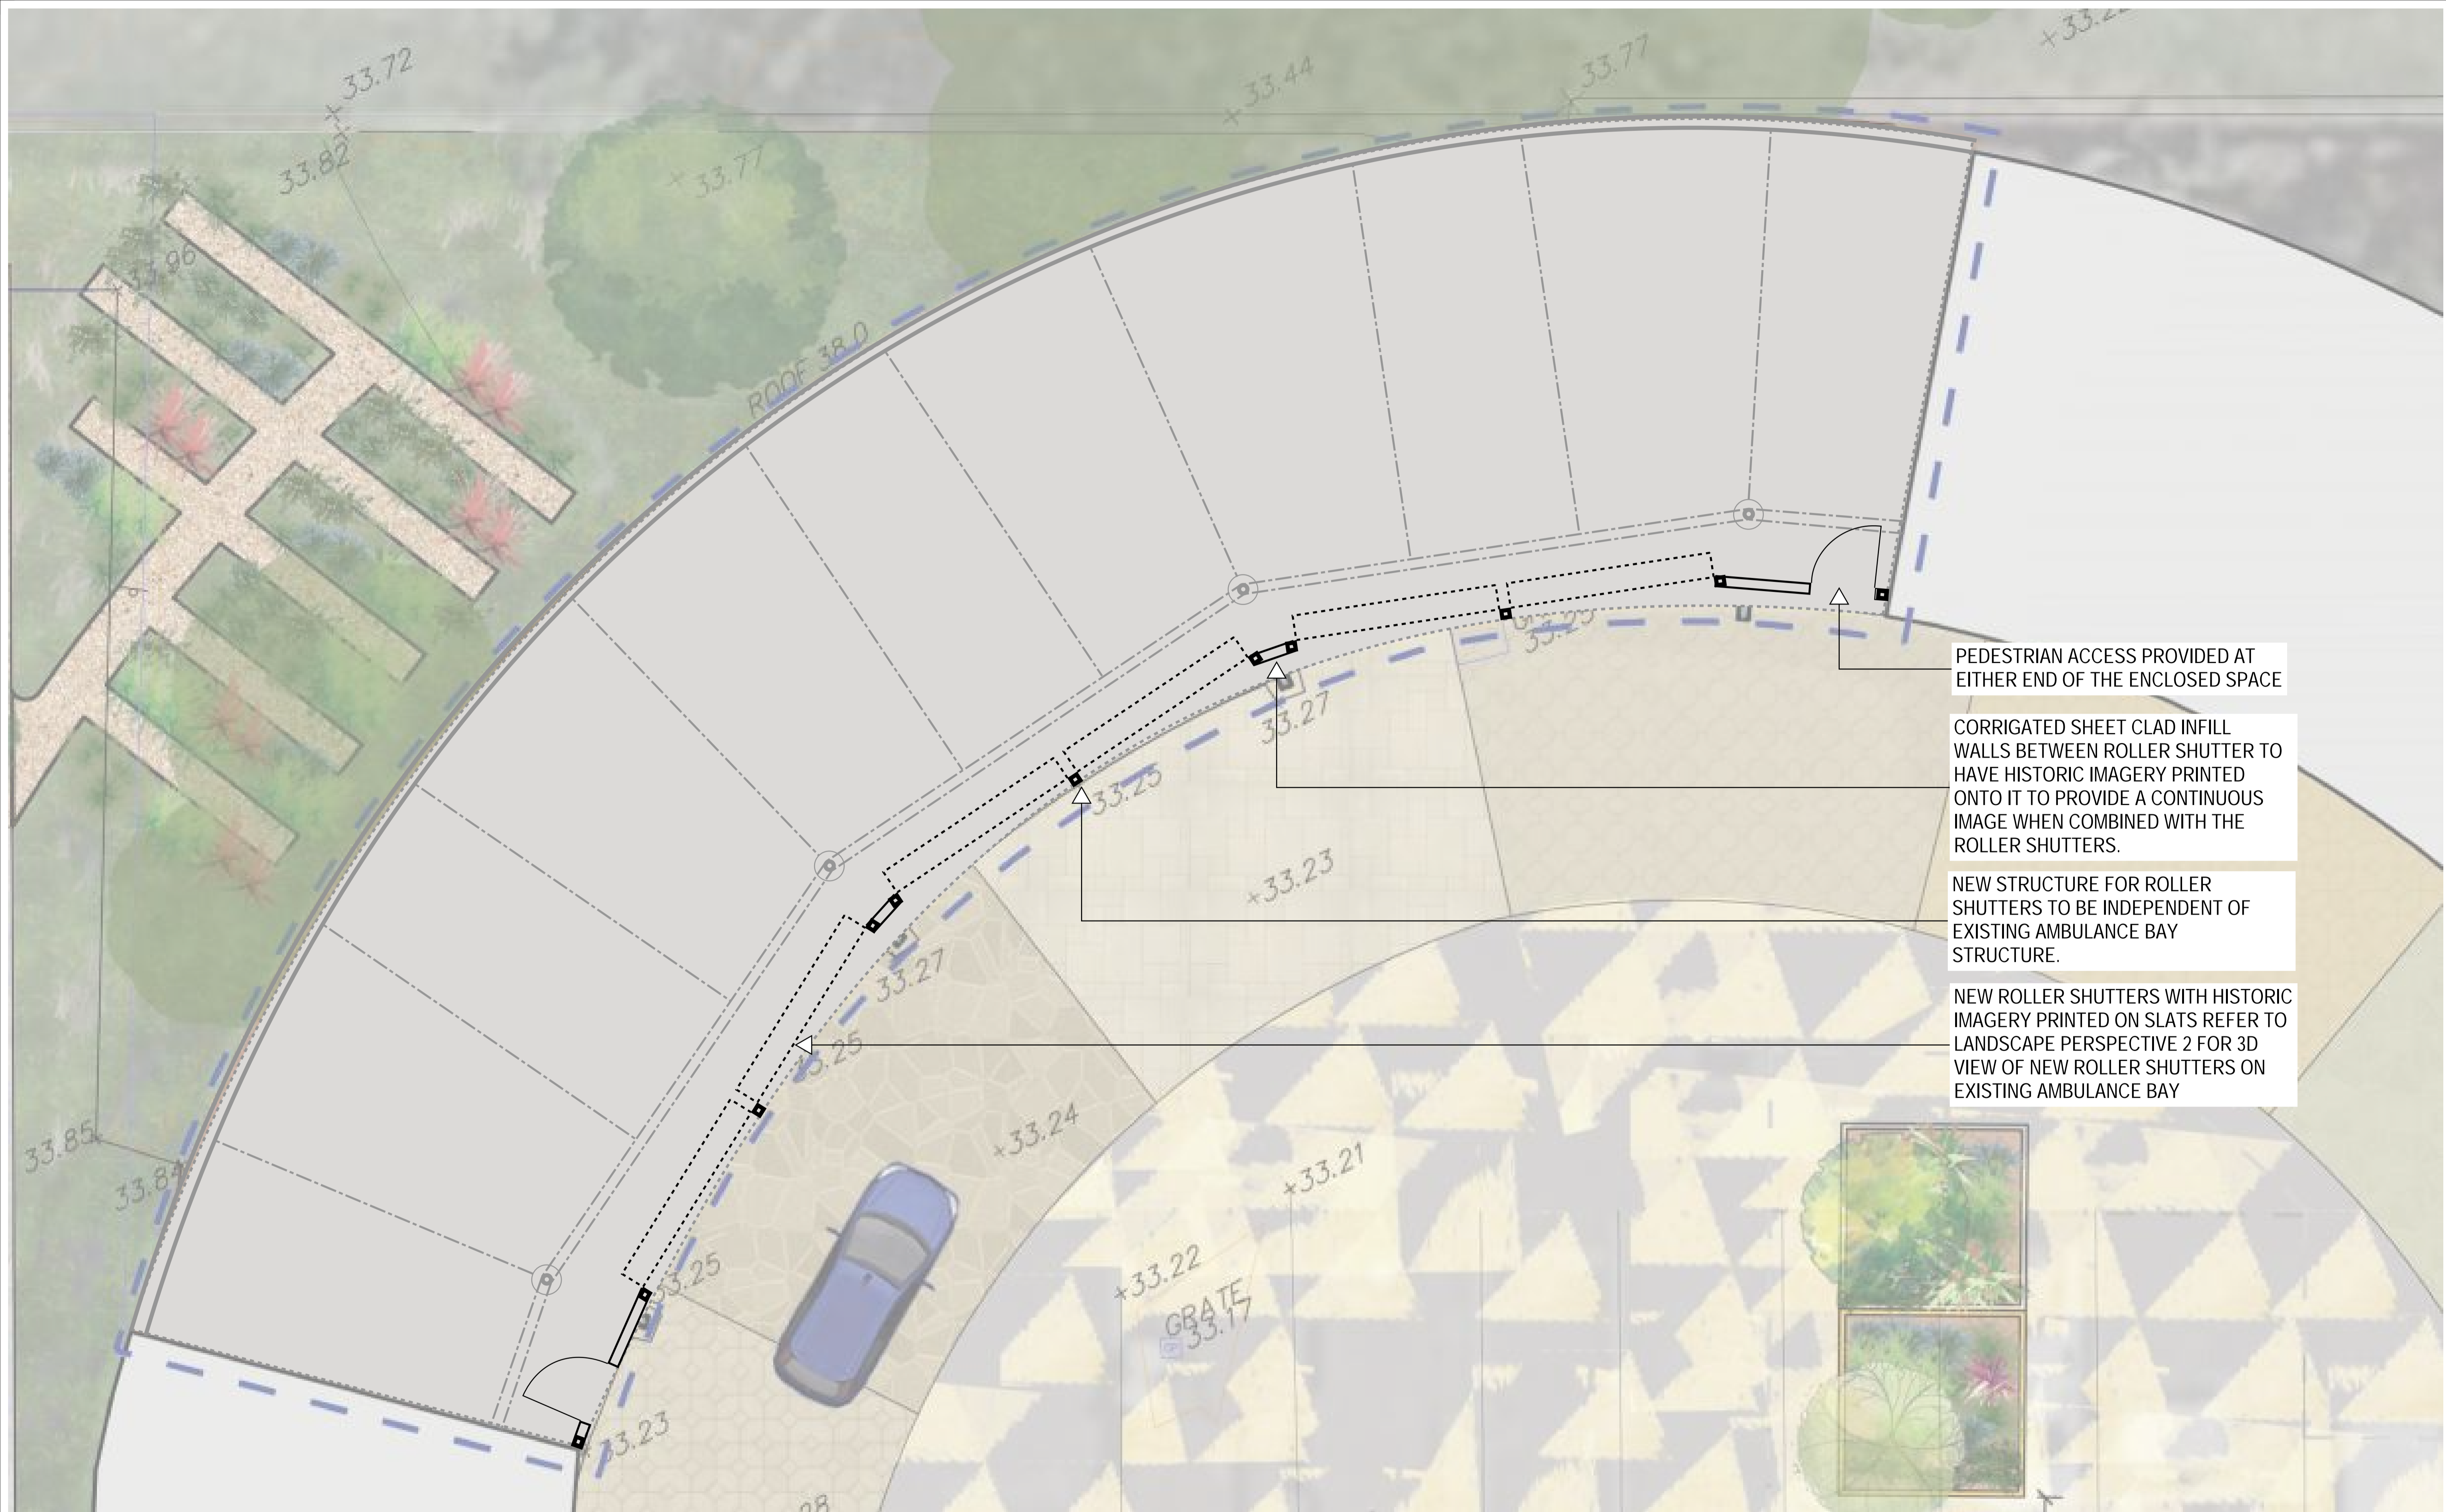 33.72
33.44
33.77
33.82
33.77
33.96
ROOF 38.0
PEDESTRIAN ACCESS PROVIDED AT
EITHER END OF THE ENCLOSED SPACE
33.27
CORRIGATED SHEET CLAD INFILL
WALLS BETWEEN ROLLER SHUTTER TO
HAVE HISTORIC IMAGERY PRINTED
ONTO IT TO PROVIDE A CONTINUOUS
IMAGE WHEN COMBINED WITH THE
ROLLER SHUTTERS.
33.25
+33.23
NEW STRUCTURE FOR ROLLER
SHUTTERS TO BE INDEPENDENT OF
EXISTING AMBULANCE BAY
STRUCTURE.
33.27
NEW ROLLER SHUTTERS WITH HISTORIC
IMAGERY PRINTED ON SLATS REFER TO
LANDSCAPE PERSPECTIVE 2 FOR 3D
VIEW OF NEW ROLLER SHUTTERS ON
EXISTING AMBULANCE BAY
33.85
+33.24
33.84
+33.21
33.25
+33.22
GRATE
33.17
33.23